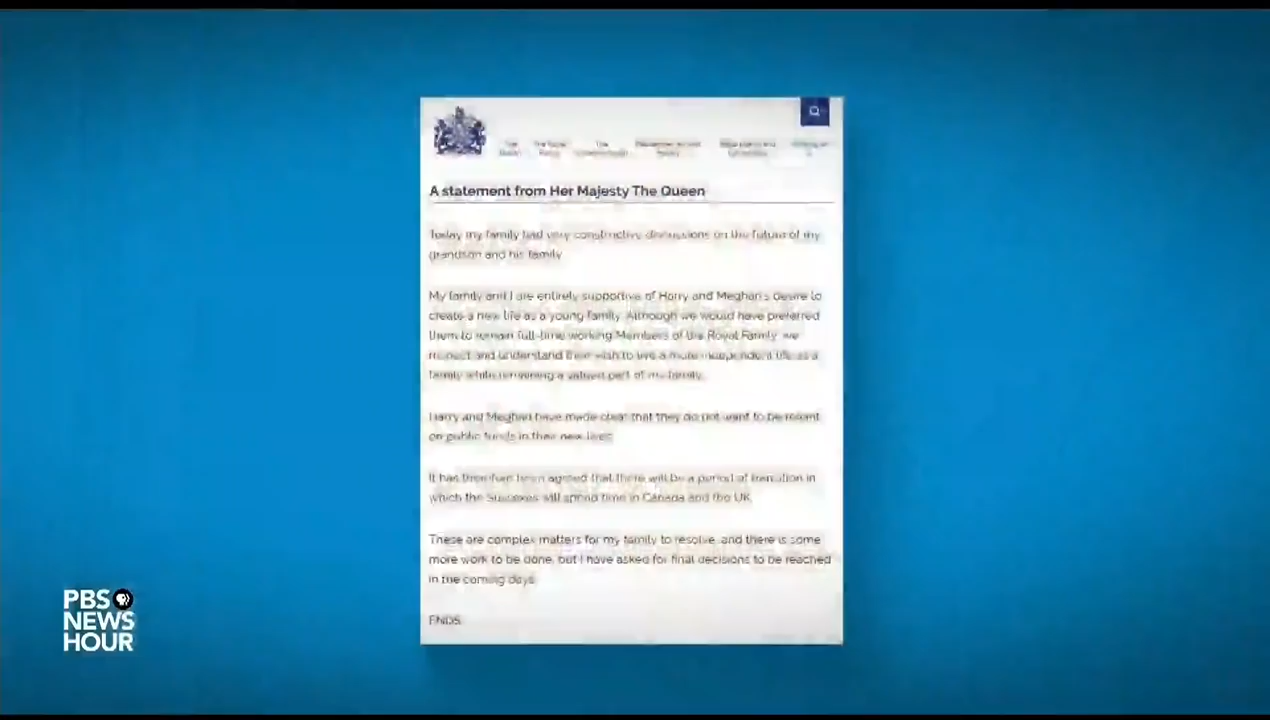 A statement from Her Majesty The Queen
Today my family had very constructive discussions on the future of my
grandson and his family.
My family and I are entirely supportive of Harry and Meghan's desire to
create a new life as a young family. Although we would have preferred
them to remain full-time working Members of the Royal Family, we
respect and understand their wish to live a more independent life as a
family while remaining a valued part of my family.
Harry and Meghan have made clear that they do not want to be reliant
on public funds in their new lives.
It has therefore been agreed that there will be a period of transition in
which the Sussexes will spend time in Canada and the UK.
These are complex matters for my family to resolve, and there is some
more work to be done, but I have asked for final decisions to be reached
in the coming days.
ENDS
PBS
NEWS
HOUR